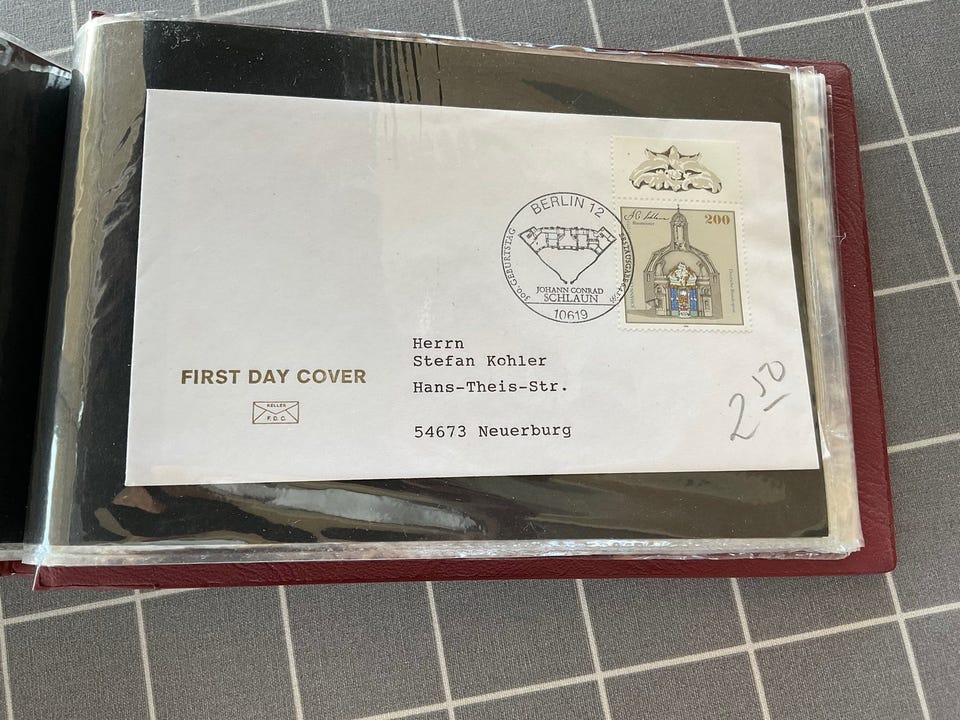 BERLIN 12
300. GEBURTSTAG
JOHANN CONRAD
SCHLAUN
10619
200
Herrn
Stefan Kohler
Hans-Theis-Str.
54673 Neuerburg
FIRST DAY COVER
KELLER
F.D.C.
2 50